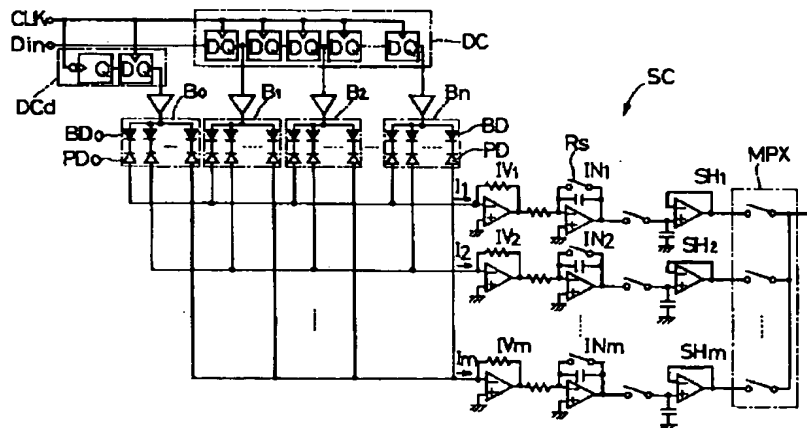 CLK
Din
DQ DQ DQ DQ DQ
DC
Q DQ
DCd
B0 B1 B2 Bn
SC
BD0
BD
PD0
PD
Rs
MPX
I1 IV1 IN1 SH1
I2 IV2 IN2 SH2
Im IVm INm SHm